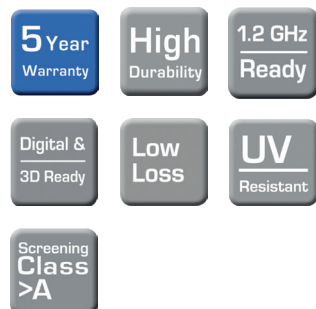 5 Year
Warranty
High
Durability
1.2 GHz
Ready
Digital &
3D Ready
Low
Loss
UV
Resistant
Screening
Class
>A